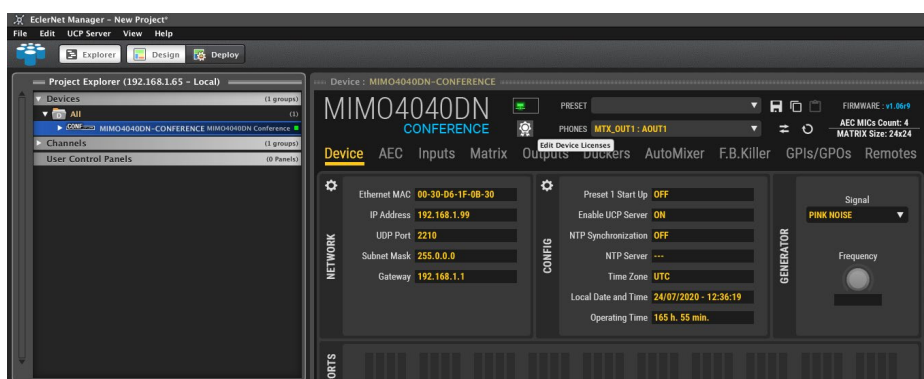 EclerNet Manager - New Project*
File Edit UCP Server View Help
Explorer Design Deploy
Project Explorer (192.168.1.65 - Local)
Devices (1 groups)
All (1)
CONF MIMO4040DN-CONFERENCE MIMO4040DN Conference
Channels (1 groups)
User Control Panels (0 Panels)
Device : MIMO4040DN-CONFERENCE
MIMO4040DN
CONFERENCE
PRESET
PHONES MTX_OUT1 : AOUT1
FIRMWARE : v1.06r9
AEC MICs Count: 4
MATRIX Size: 24x24
Edit Device Licenses
Device AEC Inputs Matrix Outputs Duckers AutoMixer F.B.Killer GPIs/GPOs Remotes
NETWORK
Ethernet MAC 00-30-D6-1F-0B-30
IP Address 192.168.1.99
UDP Port 2210
Subnet Mask 255.0.0.0
Gateway 192.168.1.1
CONFIG
Preset 1 Start Up OFF
Enable UCP Server ON
NTP Synchronization OFF
NTP Server ---
Time Zone UTC
Local Date and Time 24/07/2020 - 12:36:19
Operating Time 165 h. 55 min.
GENERATOR
Signal
PINK NOISE
Frequency